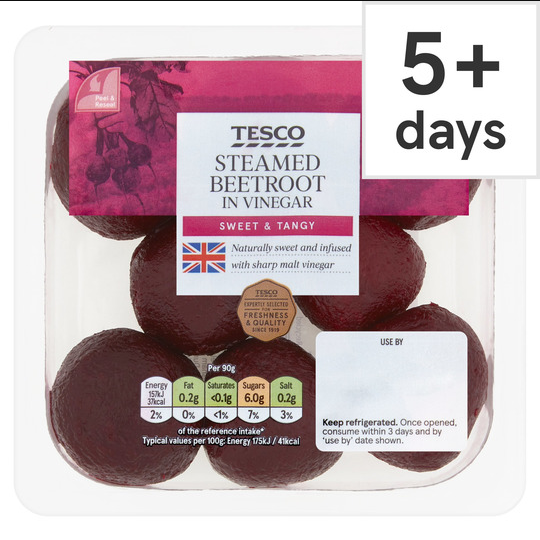 5+
days
Peel &
Reseal
TESCO
STEAMED
BEETROOT
IN VINEGAR
SWEET & TANGY
Naturally sweet and infused
with sharp malt vinegar
TESCO
EXPERTLY SELECTED
FOR
FRESHNESS
& QUALITY
SINCE 1919
USE BY
Keep refrigerated. Once opened,
consume within 3 days and by
'use by' date shown.
Per 90g
Energy Fat Saturates Sugars Salt
157kJ
37kcal 0.2g <0.1g 6.0g 0.2g
2% 0% <1% 7% 3%
of the reference intake*
Typical values per 100g: Energy 175kJ / 41kcal